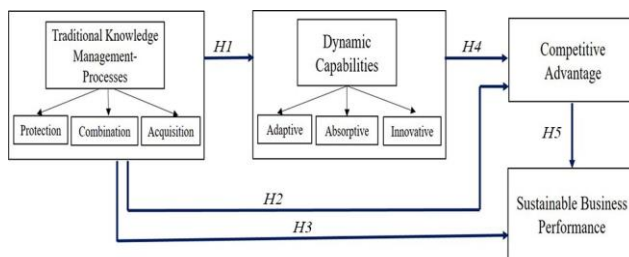 Traditional Knowledge
Management-
Processes
Protection
Combination
Acquisition
H1
Dynamic
Capabilities
Adaptive
Absorptive
Innovative
H4
Competitive
Advantage
H5
H2
H3
Sustainable Business
Performance